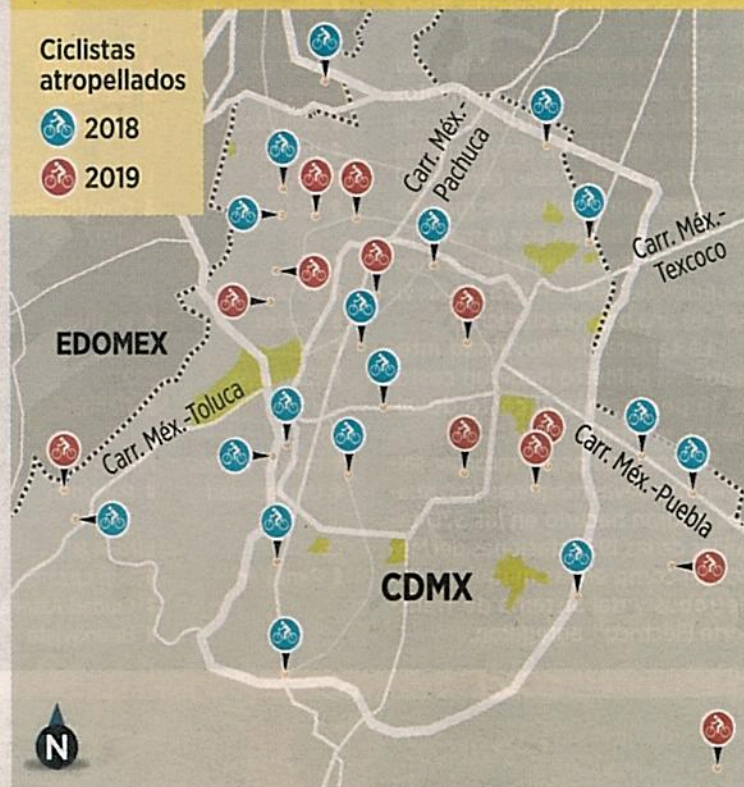 Ciclistas
atropellados
2018
2019
Carr. Méx.-
Pachuca
Carr. Méx.-
Texcoco
EDOMEX
Carr. Méx.-Toluca
Carr. Méx.-Puebla
CDMX
N